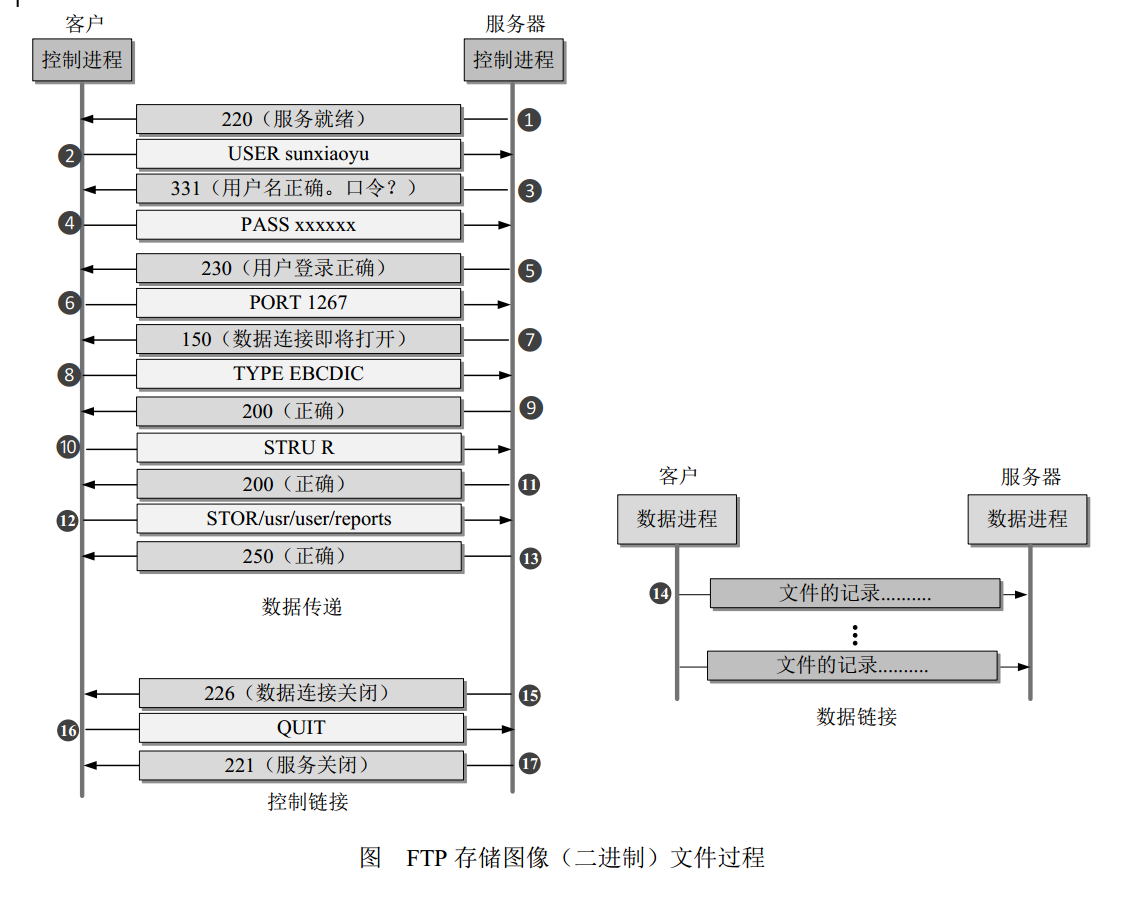 客户
服务器
控制进程
控制进程
220（服务就绪）
1
2
USER sunxiaoyu
331（用户名正确。口令？）
3
4
PASS xxxxxx
230（用户登录正确）
5
6
PORT 1267
150（数据连接即将打开）
7
8
TYPE EBCDIC
200（正确）
9
10
STRU R
200（正确）
11
12
STOR/usr/user/reports
250（正确）
13
数据传递
226（数据连接关闭）
15
16
QUIT
221（服务关闭）
17
控制链接
客户
服务器
数据进程
数据进程
14
文件的记录..........
文件的记录..........
数据链接
图 FTP 存储图像（二进制）文件过程